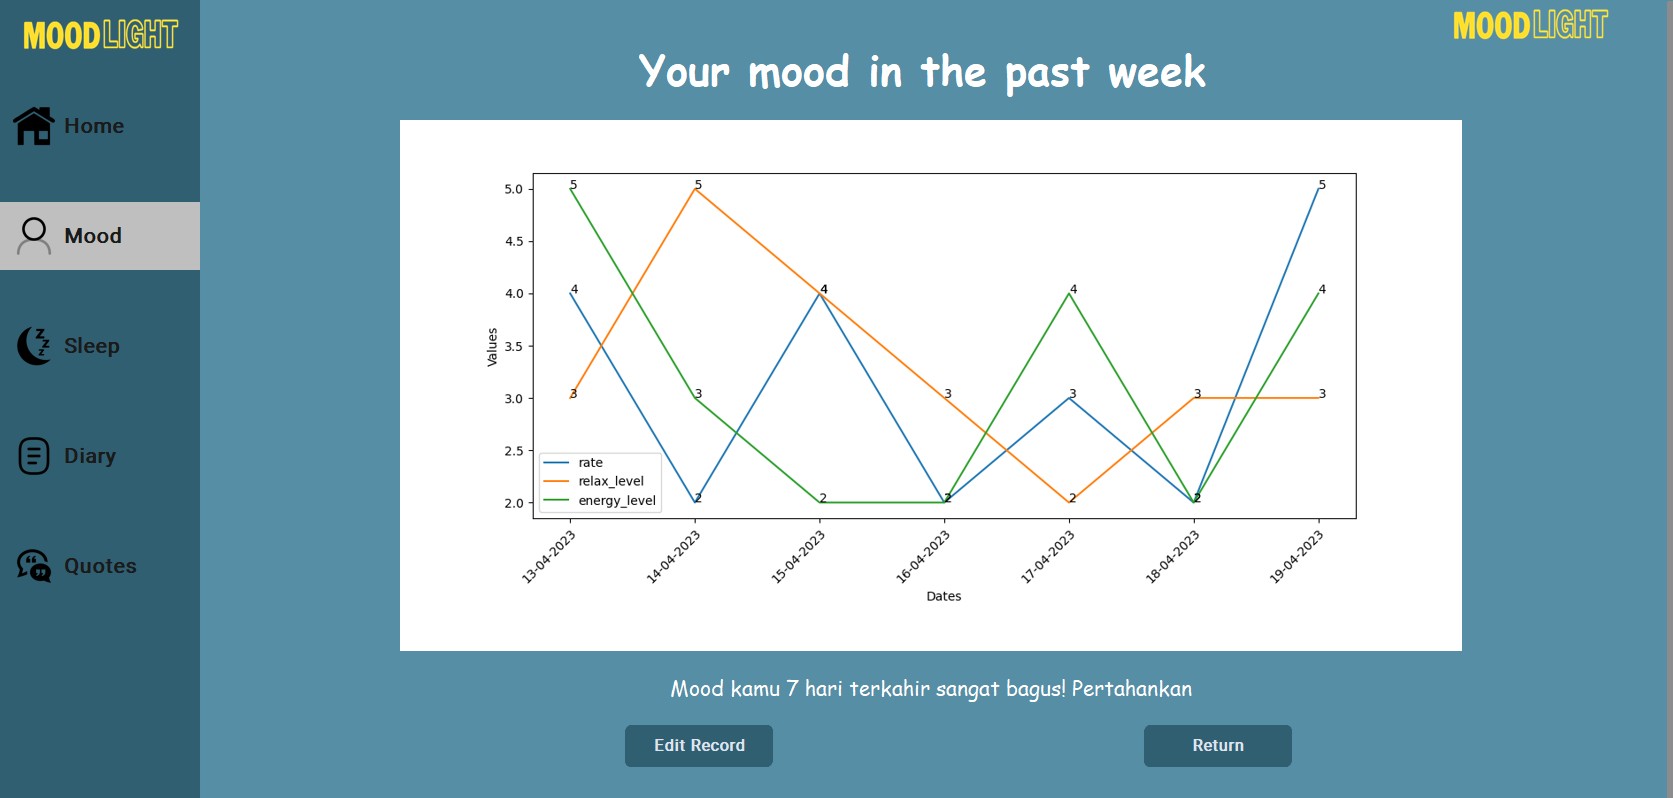 MOODLIGHT
Home
Mood
Sleep
Diary
Quotes
MOODLIGHT
Your mood in the past week
5.0
4.5
4.0
3.5
3.0
2.5
2.0
Values
5
4
3
5
3
2
4
2
3
2
4
3
2
3
2
5
4
3
rate
relax_level
energy_level
13-04-2023
14-04-2023
15-04-2023
16-04-2023
17-04-2023
18-04-2023
19-04-2023
Dates
Mood kamu 7 hari terkahir sangat bagus! Pertahankan
Edit Record
Return